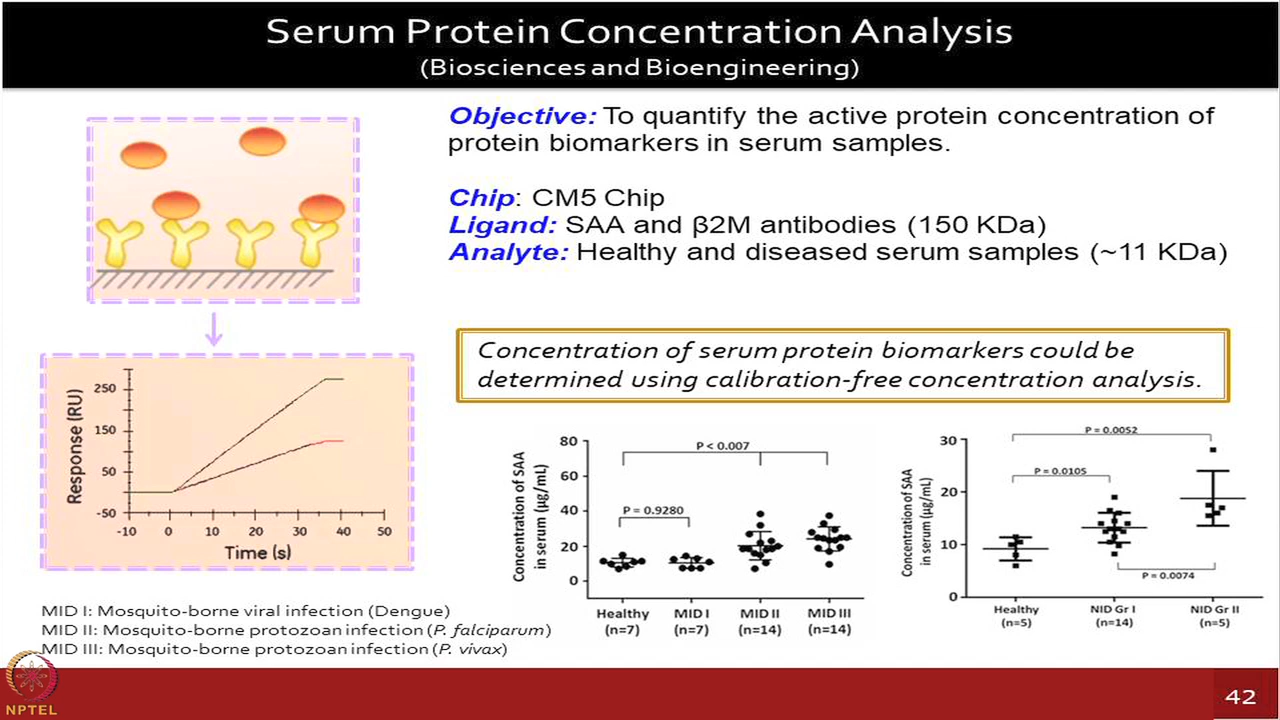 Serum Protein Concentration Analysis
(Biosciences and Bioengineering)
Objective: To quantify the active protein concentration of
protein biomarkers in serum samples.
Chip: CM5 Chip
Ligand: SAA and β2M antibodies (150 KDa)
Analyte: Healthy and diseased serum samples (~11 KDa)
Concentration of serum protein biomarkers could be
determined using calibration-free concentration analysis.
Response (RU)
250
150
50
-50
-10 0 10 20 30 40 50
Time (s)
Concentration of SAA
in serum (µg/mL)
80
60
40
20
0
P < 0.007
P = 0.9280
Healthy MID I MID II MID III
(n=7) (n=7) (n=14) (n=14)
Concentration of SAA
in serum (µg/mL)
30
20
10
0
P = 0.0052
P = 0.0105
P = 0.0074
Healthy NID Gr I NID Gr II
(n=5) (n=14) (n=5)
MID I: Mosquito-borne viral infection (Dengue)
MID II: Mosquito-borne protozoan infection (P. falciparum)
MID III: Mosquito-borne protozoan infection (P. vivax)
NPTEL
42